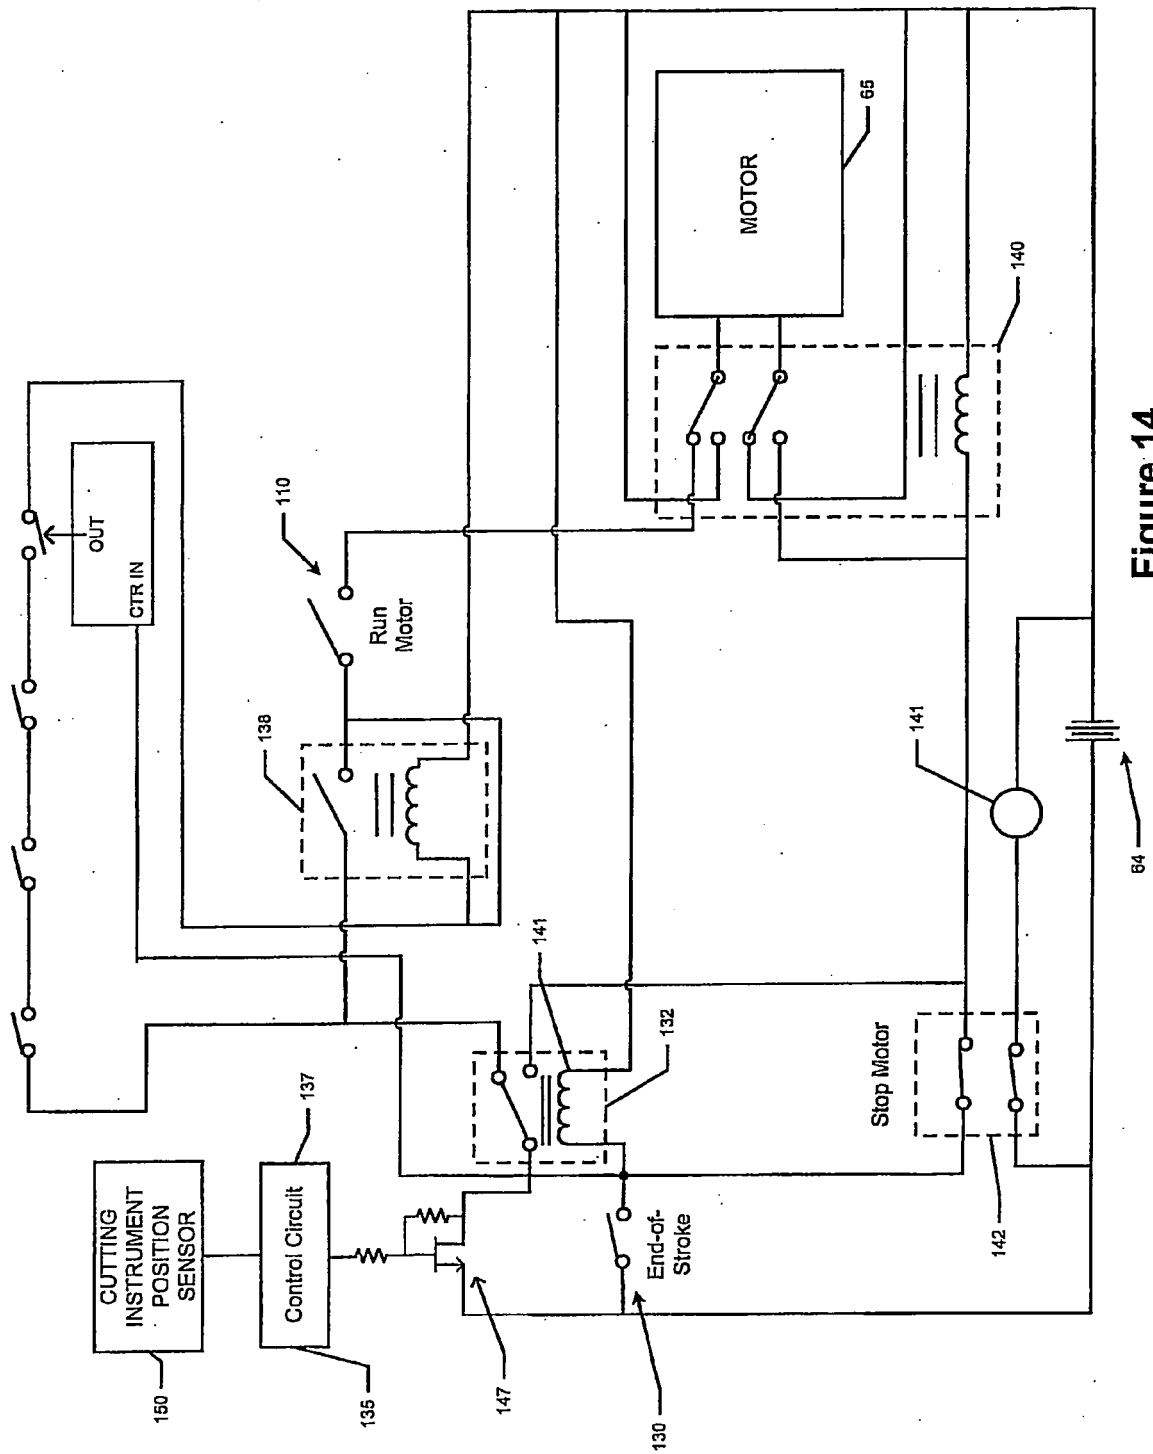 CUTTING
INSTRUMENT
POSITION
SENSOR
150
137
Control Circuit
135
147
130
End-of-
Stroke
OUT
CTR IN
138
110
Run
Motor
141
132
Stop Motor
142
MOTOR
65
140
141
64
Figure 14